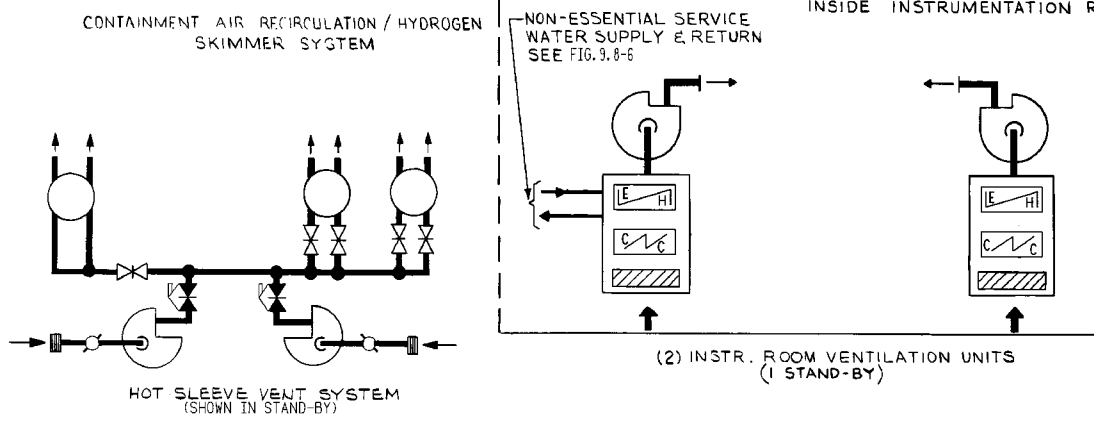 CONTAINMENT AIR RECIRCULATION / HYDROGEN
SKIMMER SYSTEM
NON-ESSENTIAL SERVICE
WATER SUPPLY & RETURN
SEE FIG. 9.8-6
INSIDE INSTRUMENTATION R
E H
C C
E H
C C
HOT SLEEVE VENT SYSTEM
(SHOWN IN STAND-BY)
(2) INSTR. ROOM VENTILATION UNITS
(1 STAND-BY)